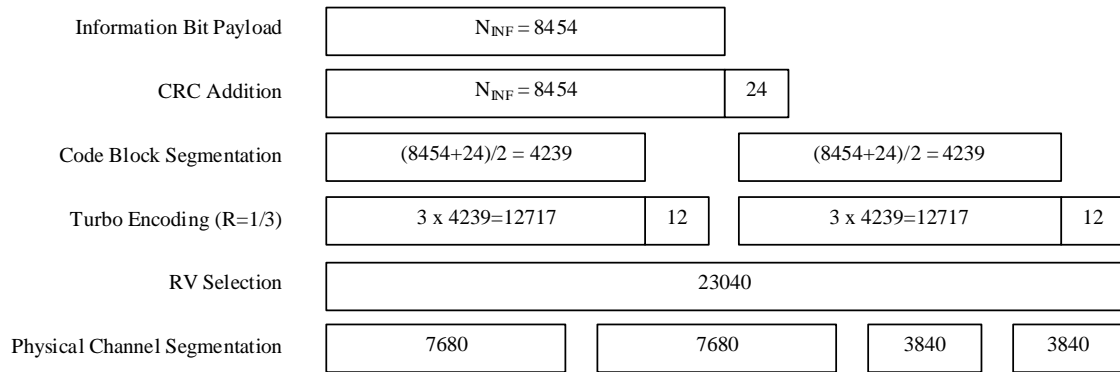 Information Bit Payload N_INF = 8454
CRC Addition N_INF = 8454 24
Code Block Segmentation (8454+24)/2 = 4239 (8454+24)/2 = 4239
Turbo Encoding (R=1/3) 3 x 4239=12717 12 3 x 4239=12717 12
RV Selection 23040
Physical Channel Segmentation 7680 7680 3840 3840